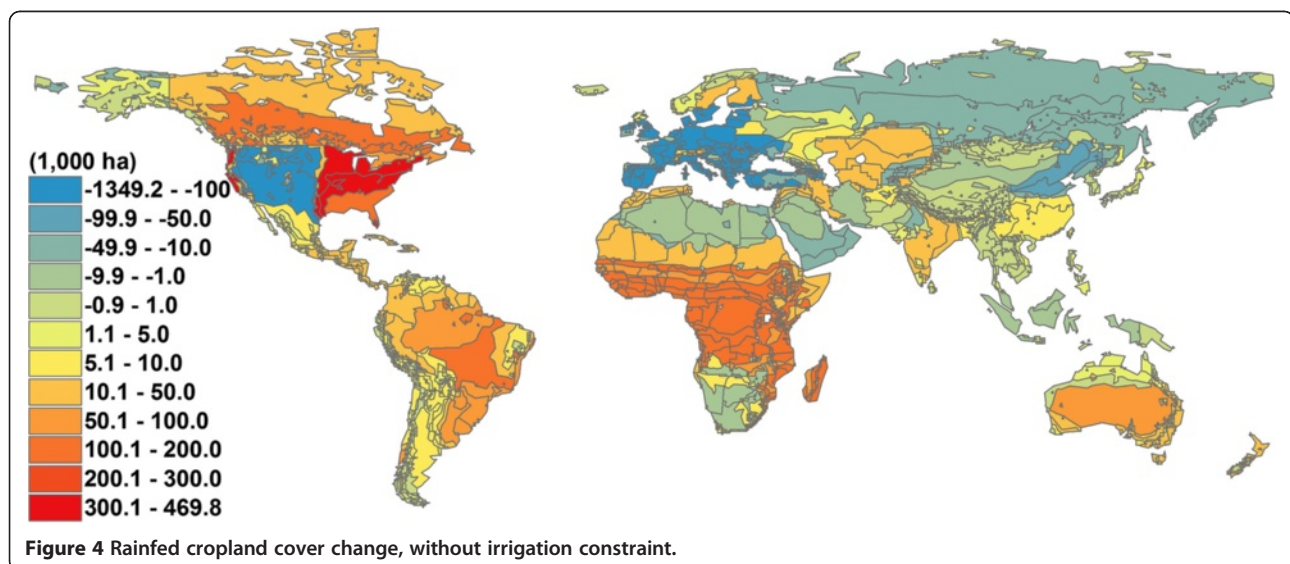 (1,000 ha)
-1349.2 - -100
-99.9 - -50.0
-49.9 - -10.0
-9.9 - -1.0
-0.9 - 1.0
1.1 - 5.0
5.1 - 10.0
10.1 - 50.0
50.1 - 100.0
100.1 - 200.0
200.1 - 300.0
300.1 - 469.8
Figure 4 Rainfed cropland cover change, without irrigation constraint.